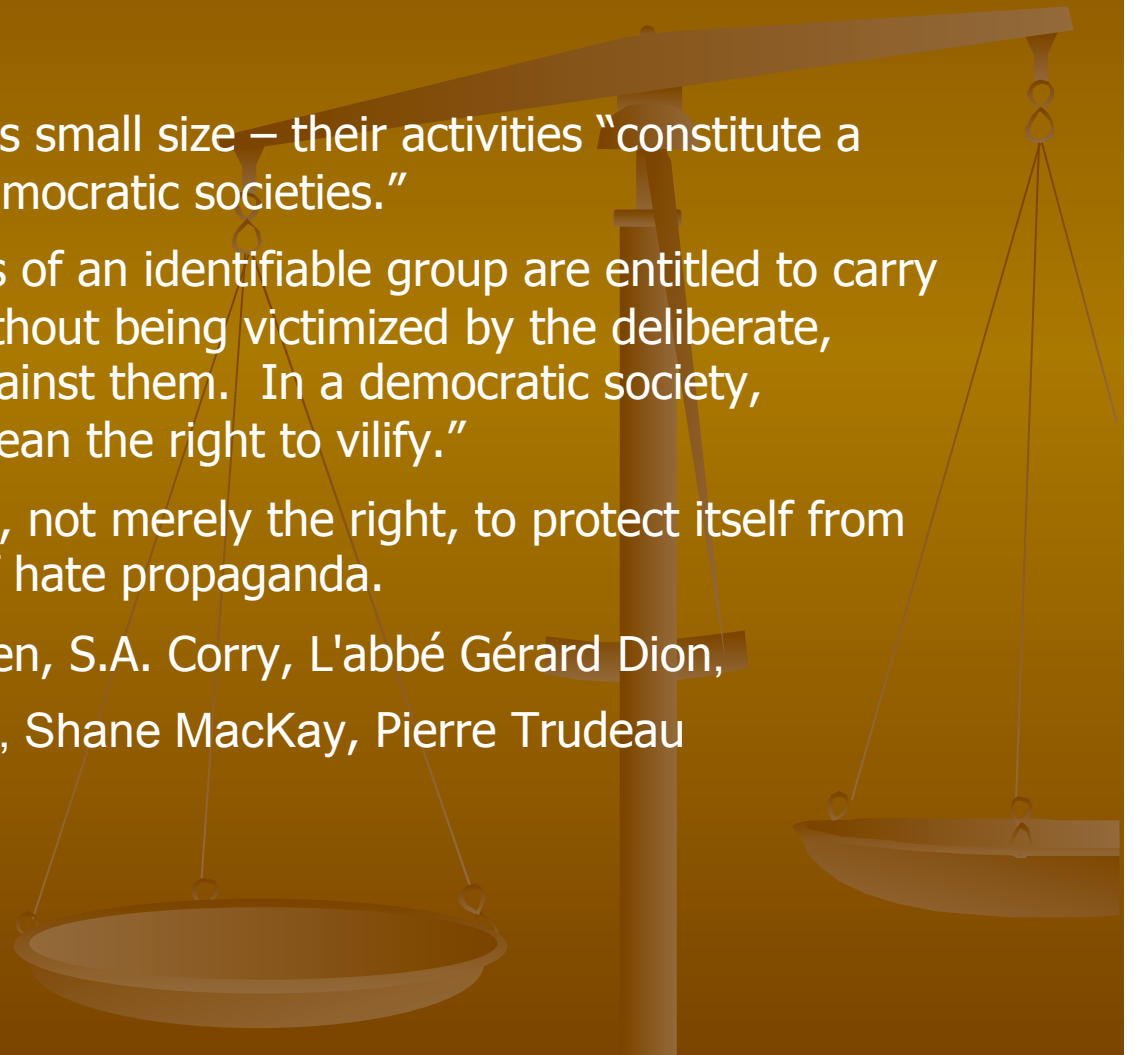 s small size – their activities “constitute a
mocratic societies.”
s of an identifiable group are entitled to carry
thout being victimized by the deliberate,
ainst them.  In a democratic society,
ean the right to vilify.”
, not merely the right, to protect itself from
hate propaganda.
en, S.A. Corry, L'abbé Gérard Dion,
, Shane MacKay, Pierre Trudeau